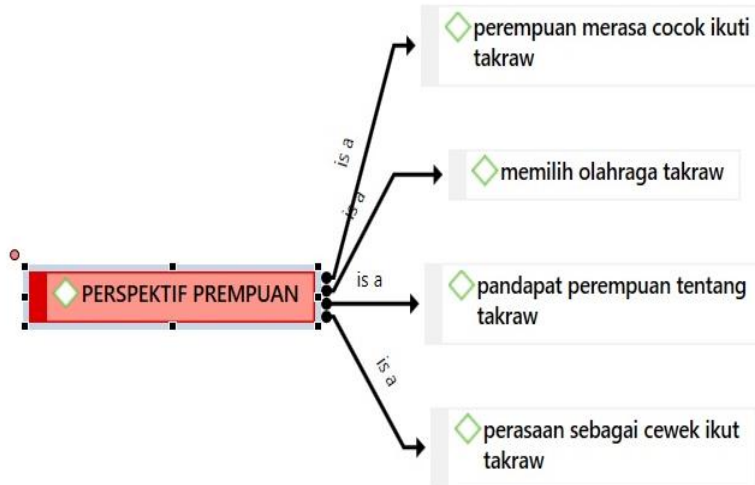 perempuan merasa cocok ikuti
takraw
is a
memilih olahraga takraw
is a
PERSPEKTIF PREMPUAN
is a
pandapat perempuan tentang
takraw
is a
perasaan sebagai cewek ikut
takraw